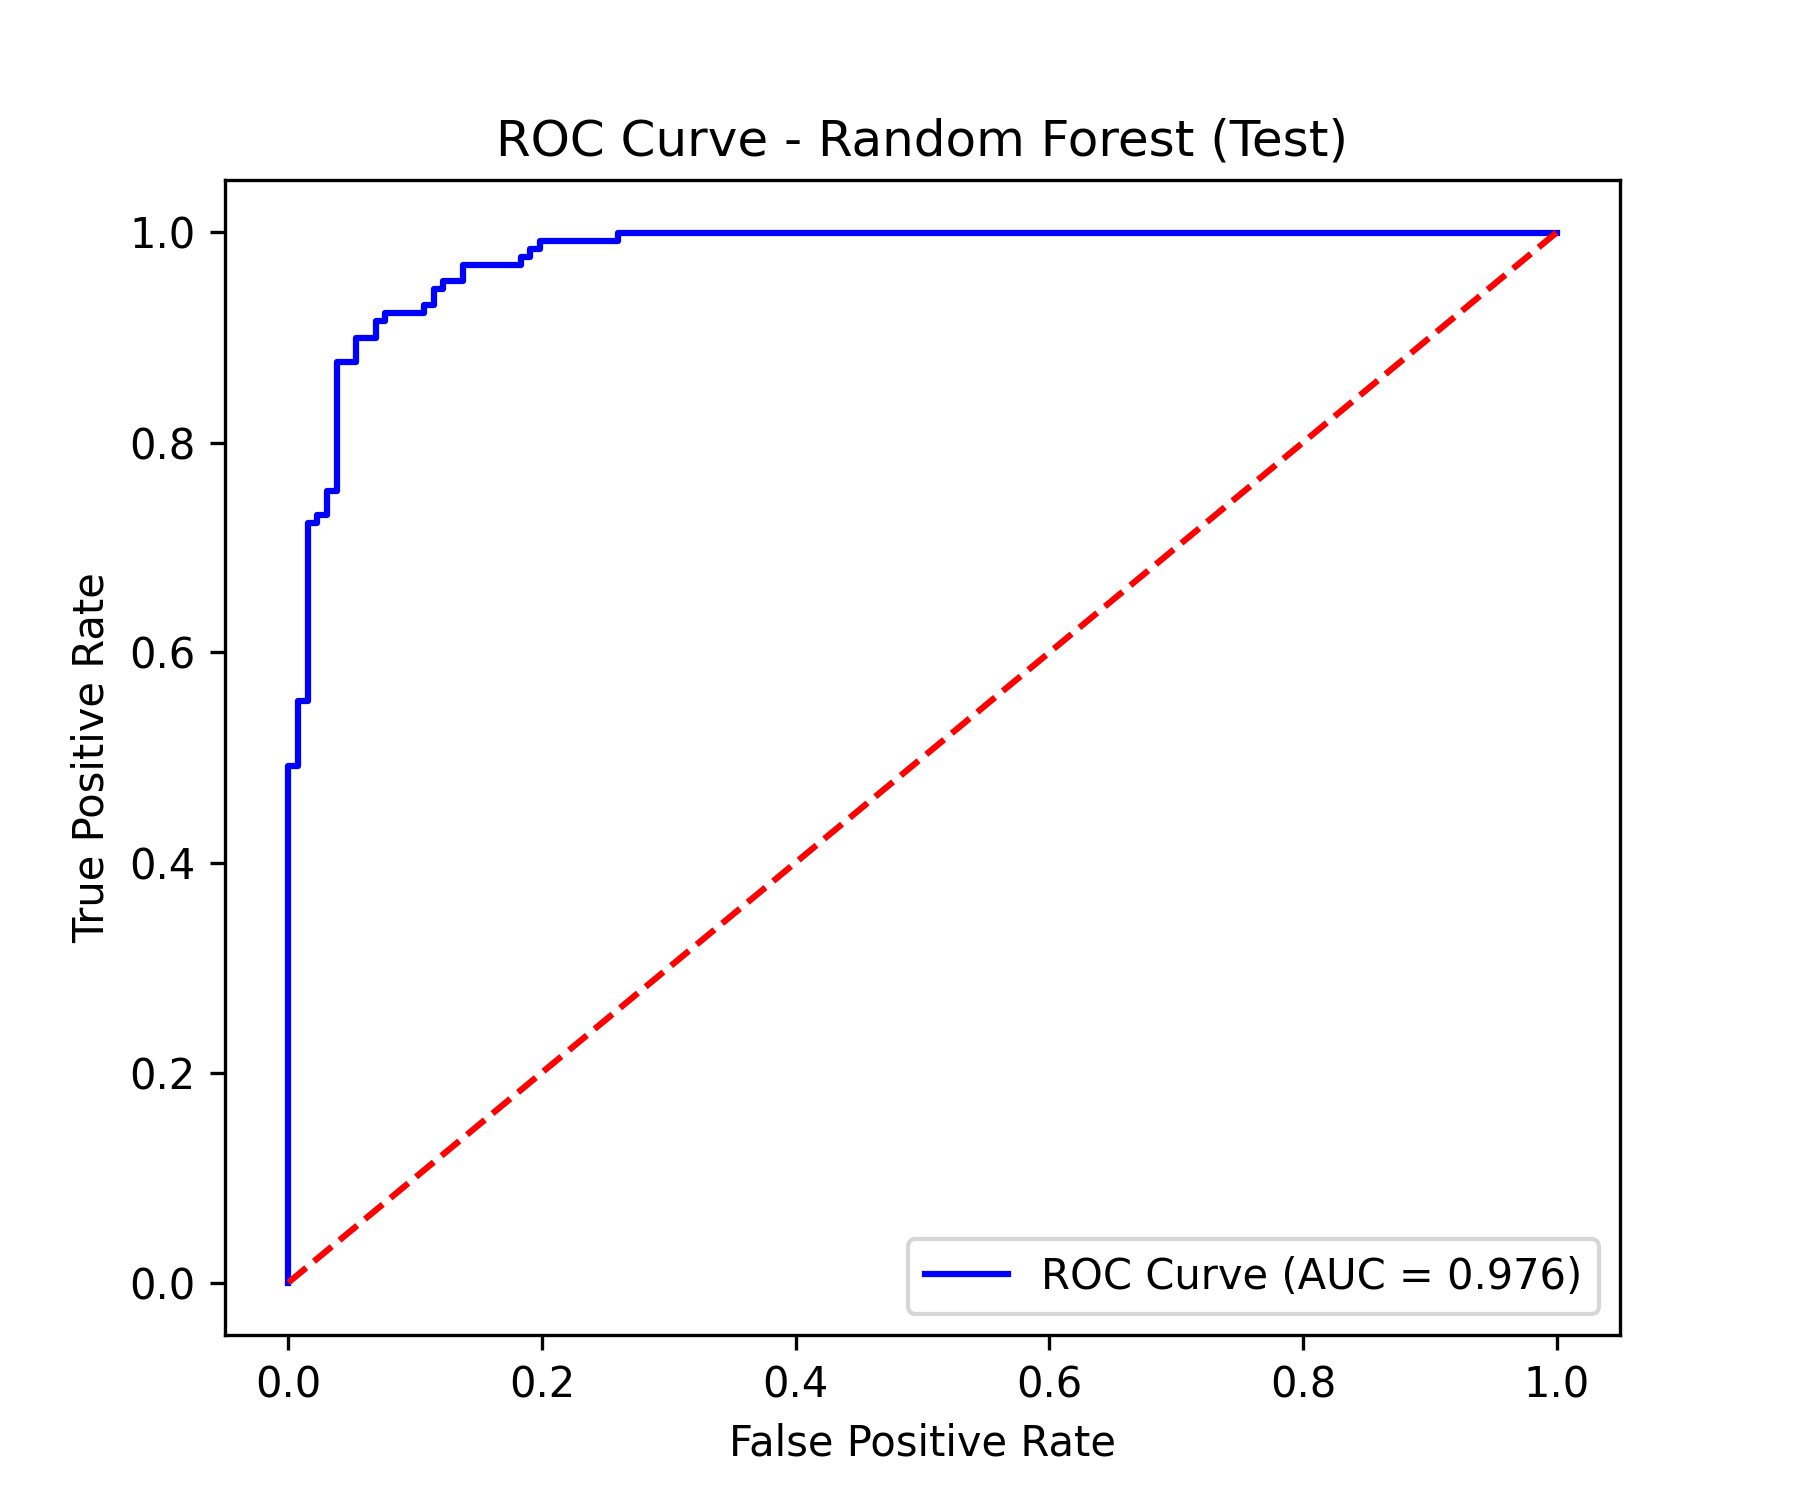 ROC Curve - Random Forest (Test)
1.0
0.8
0.6
0.4
0.2
0.0
True Positive Rate
ROC Curve (AUC = 0.976)
0.0 0.2 0.4 0.6 0.8 1.0
False Positive Rate